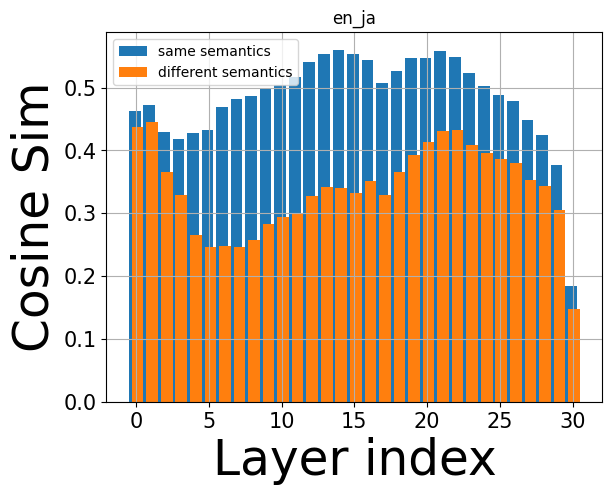 en_ja
same semantics
different semantics
Cosine Sim
0.5
0.4
0.3
0.2
0.1
0.0
0 5 10 15 20 25 30
Layer index